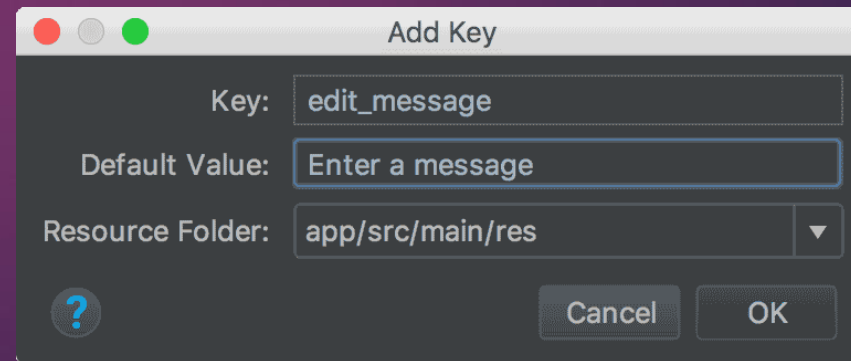 Add Key
Key: edit_message
Default Value: Enter a message
Resource Folder: app/src/main/res
? Cancel OK